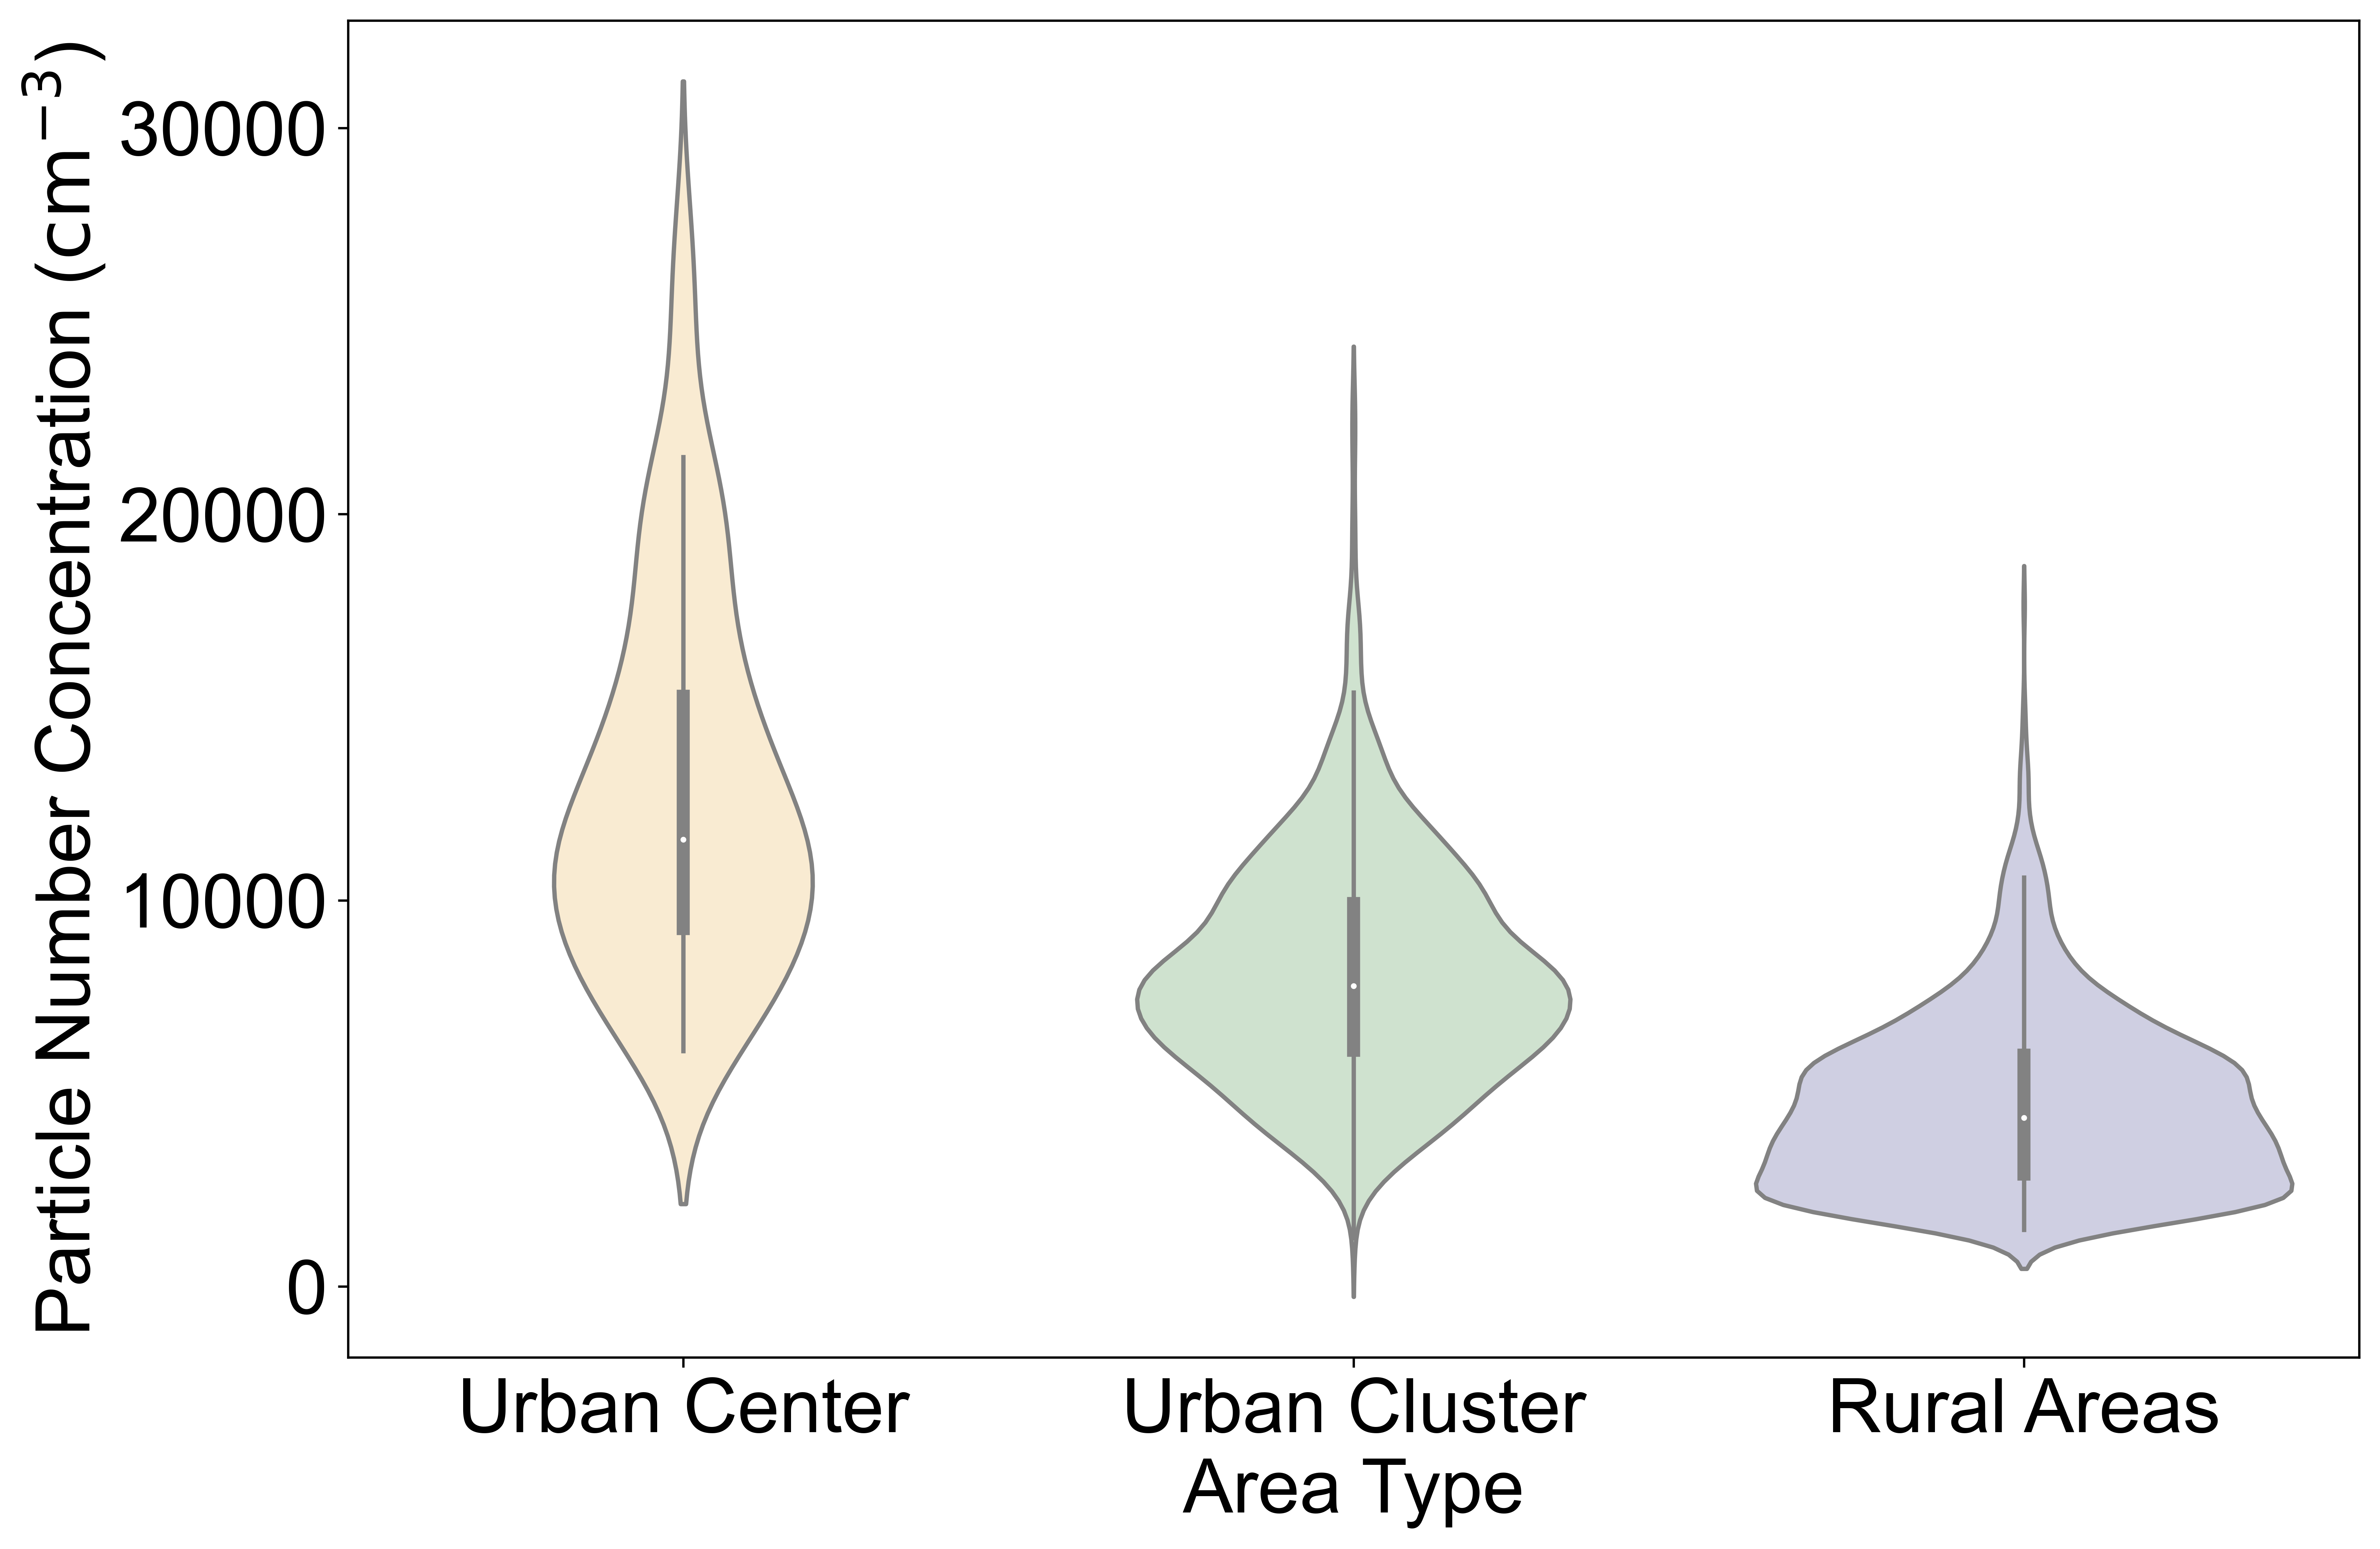 Particle Number Concentration (cm⁻³)
30000
20000
10000
0
Urban Center
Urban Cluster
Rural Areas
Area Type